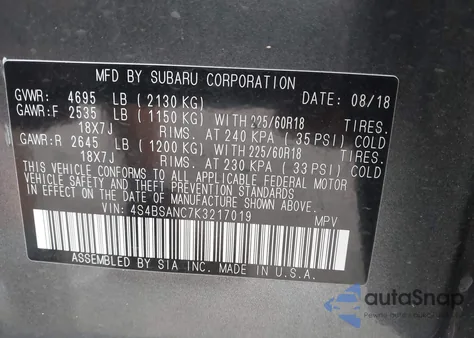 MFD BY SUBARU CORPORATION
GVWR: 4695 LB (2130 KG) DATE: 08/18
GAWR:F 2535 LB (1150 KG) WITH 225/60R18 TIRES.
18X7J RIMS. AT 240 KPA (35 PSI) COLD
GAWR:R 2645 LB (1200 KG) WITH 225/60R18 TIRES.
18X7J RIMS. AT 230 KPA (33 PSI) COLD
THIS VEHICLE CONFORMS TO ALL APPLICABLE FEDERAL MOTOR
VEHICLE SAFETY AND THEFT PREVENTION STANDARDS IN EFFECT
ON THE DATE OF MANUFACTURE SHOWN ABOVE.
VIN: 4S4BSANC7K3217019 MPV
ASSEMBLED BY SIA INC. MADE IN U.S.A.
autoSnap